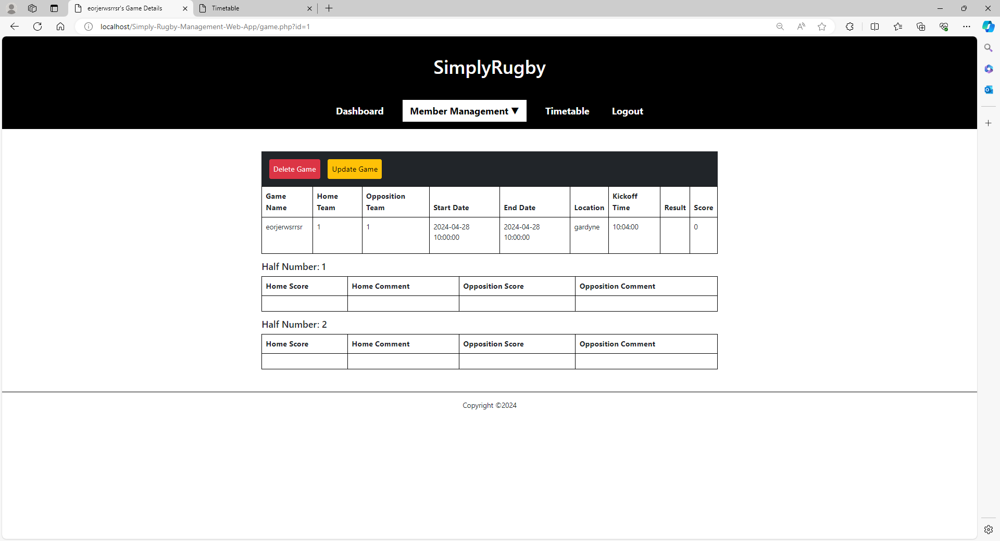 eorjerwsrrsr's Game Details
Timetable
localhost/Simply-Rugby-Management-Web-App/game.php?id=1
SimplyRugby
Dashboard Member Management ▼ Timetable Logout
Delete Game Update Game
Game Name Home Team Opposition Team Start Date End Date Location Kickoff Time Result Score
eorjerwsrrsr 1 1 2024-04-28 10:00:00 2024-04-28 10:00:00 gardyne 10:04:00 0
Half Number: 1
Home Score Home Comment Opposition Score Opposition Comment
Half Number: 2
Home Score Home Comment Opposition Score Opposition Comment
Copyright ©2024